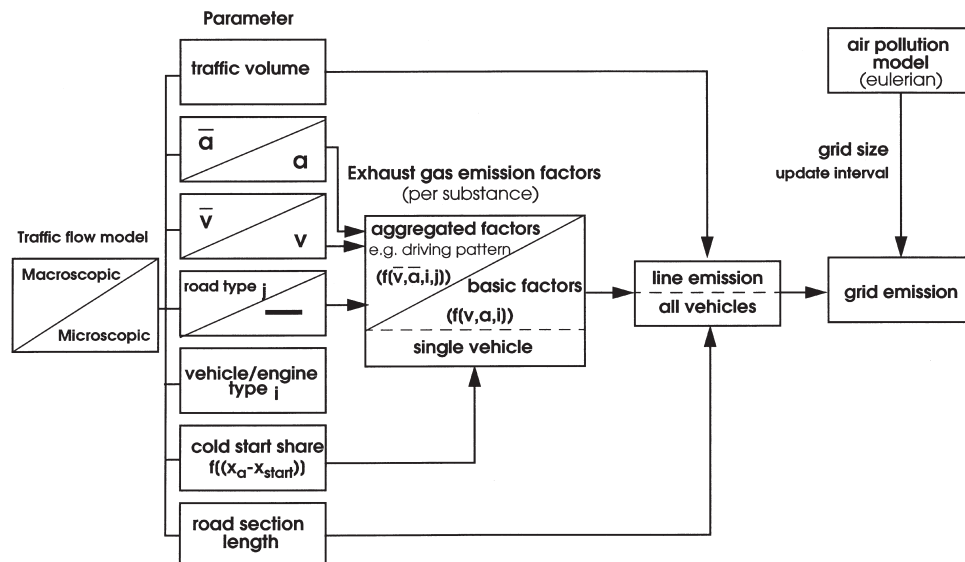 Parameter
traffic volume
a̅
a
v̅
v
Traffic flow model
Macroscopic
Microscopic
road type j
vehicle/engine
type i
cold start share
f[(xa-xstart)]
road section
length
Exhaust gas emission factors
(per substance)
aggregated factors
e.g. driving pattern
(f(v̅,a̅,i,j))
basic factors
(f(v,a,i))
single vehicle
line emission
all vehicles
air pollution
model
(eulerian)
grid size
update interval
grid emission